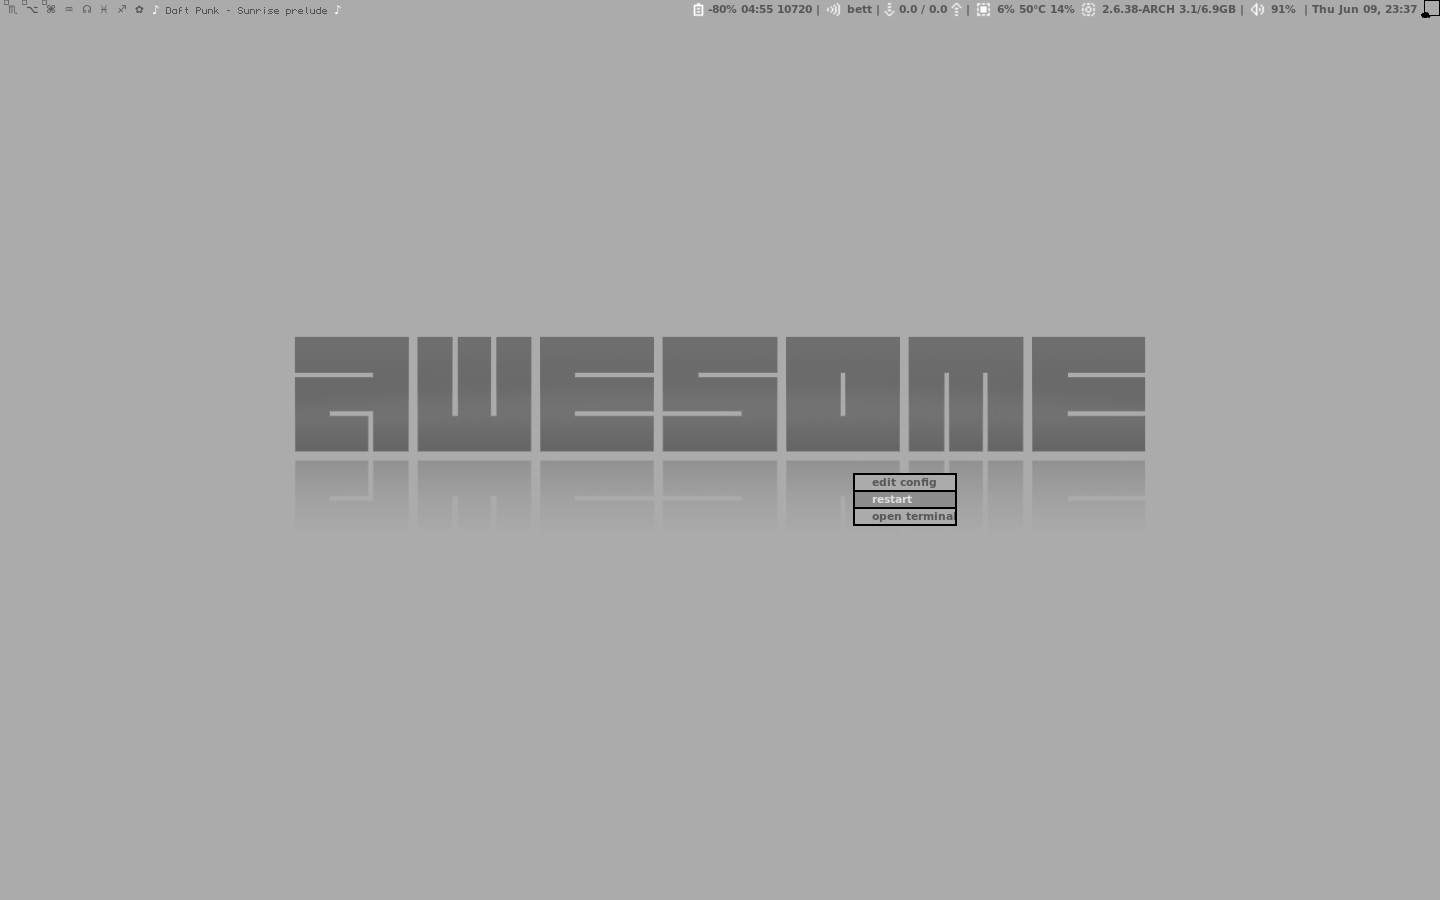 ♏ ⌥ ⌘ ♒ ☊ ♓ ♐ ✿ ♪ Daft Punk - Sunrise prelude ♪ -80% 04:55 10720 | bett | 0.0 / 0.0 | 6% 50°C 14% 2.6.38-ARCH 3.1/6.9GB | 91% | Thu Jun 09, 23:37
AWESOME
edit config
restart
open terminal